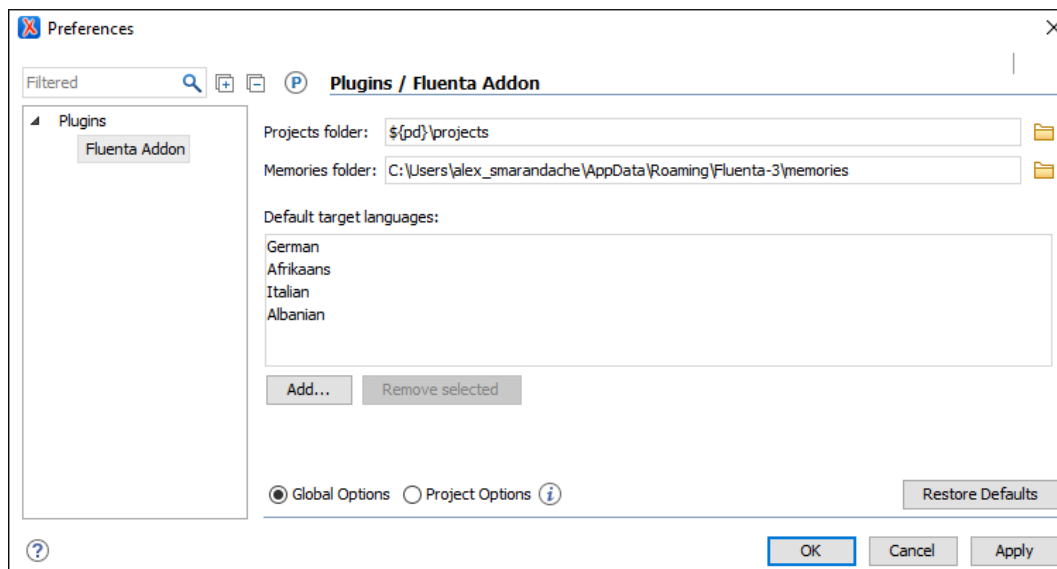 Preferences
Filtered
Plugins / Fluenta Addon
Plugins
Fluenta Addon
Projects folder: ${pd}\projects
Memories folder: C:\Users\alex_smarandache\AppData\Roaming\Fluenta-3\memories
Default target languages:
German
Afrikaans
Italian
Albanian
Add... Remove selected
Global Options Project Options
Restore Defaults
OK Cancel Apply